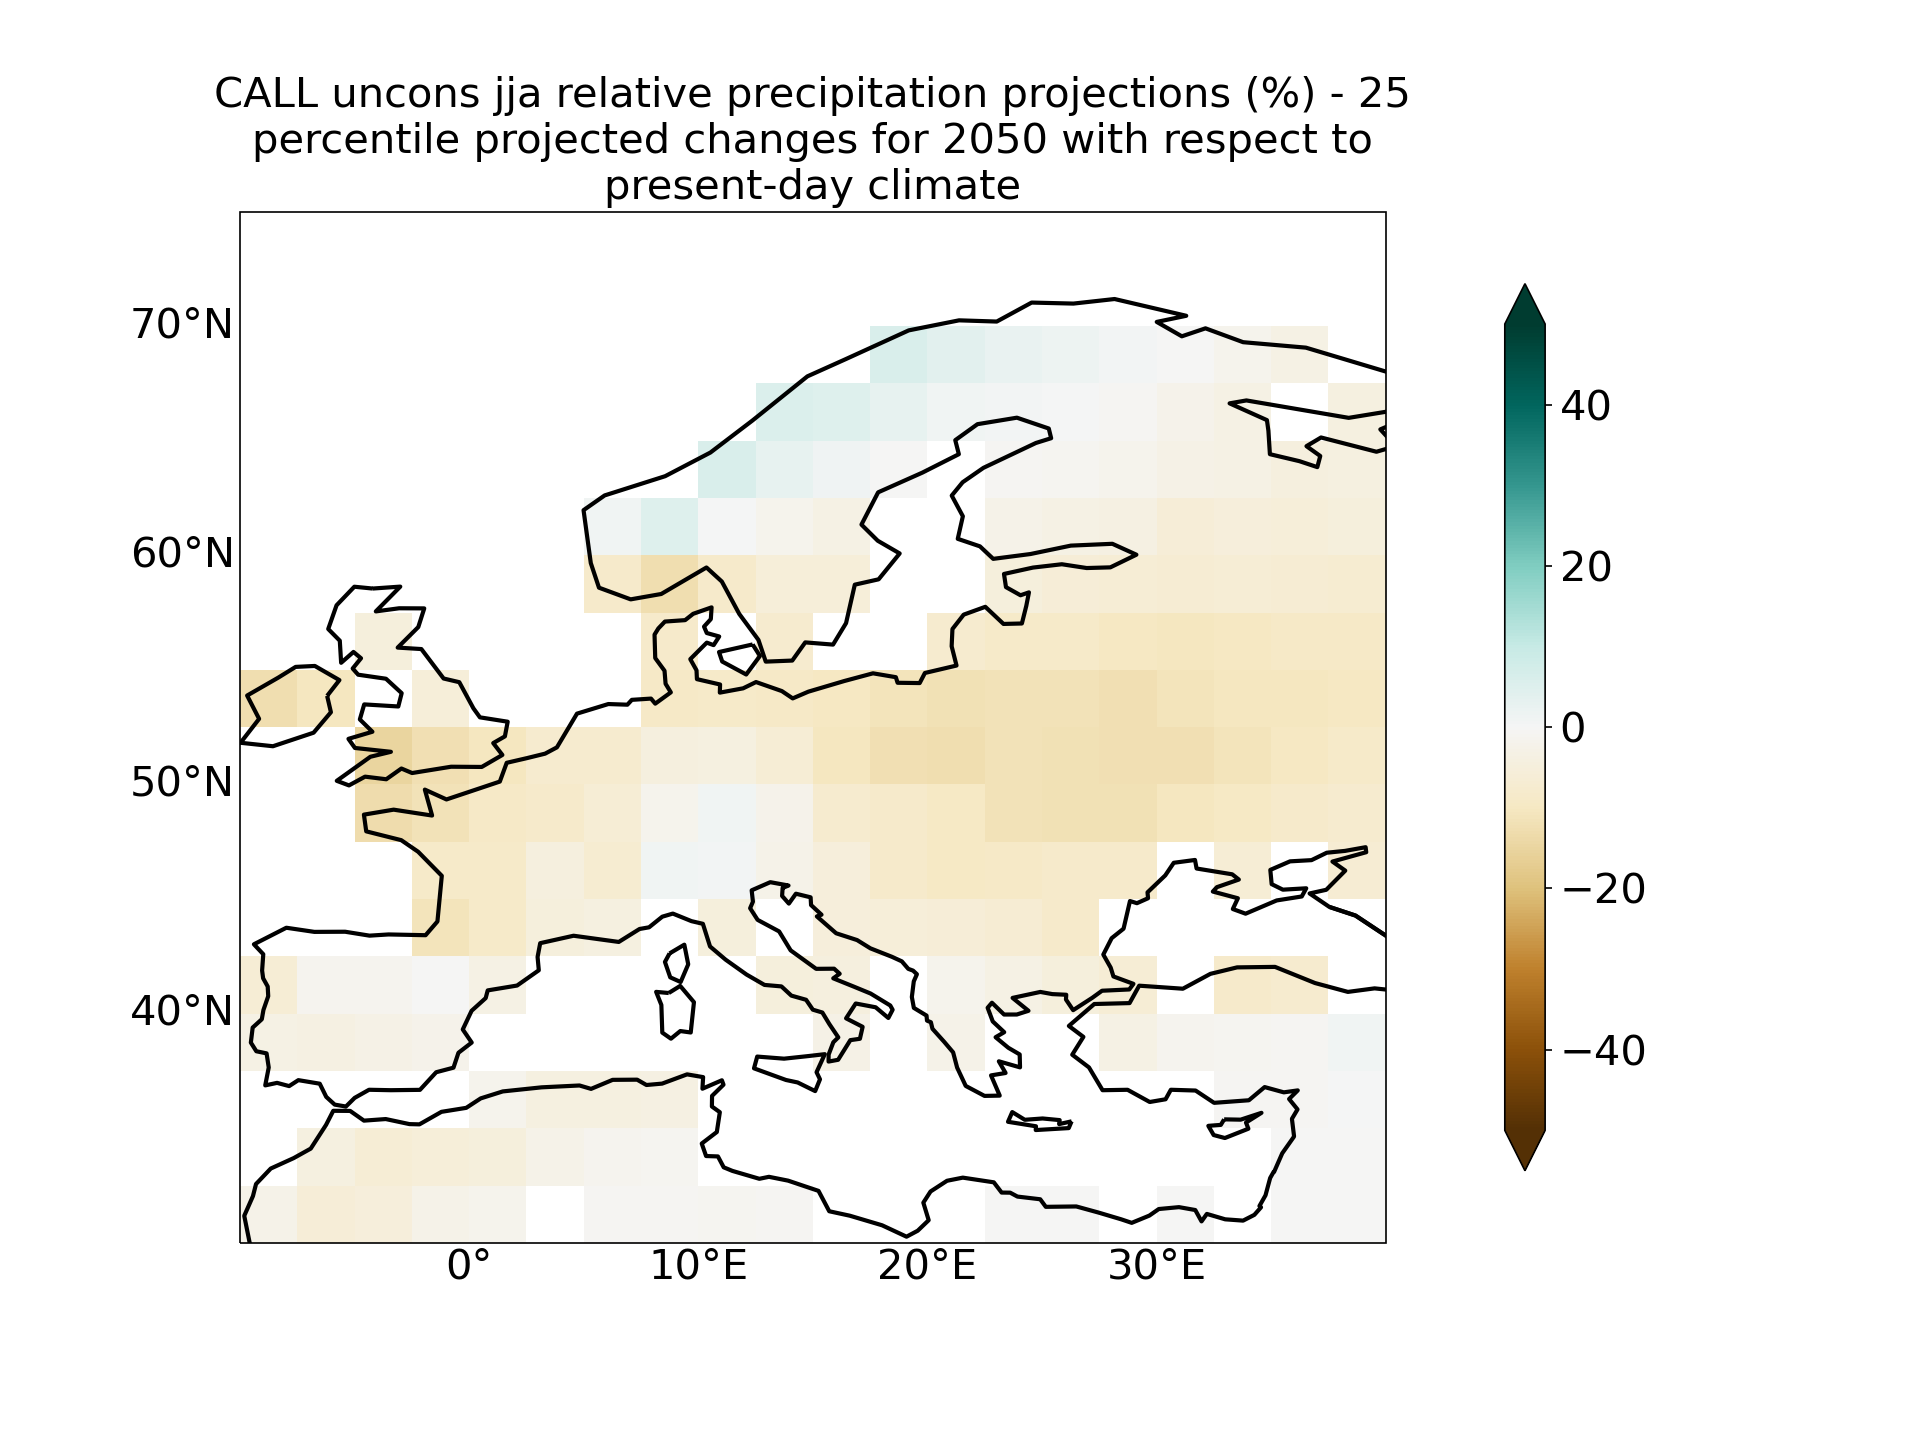 CALL uncons jja relative precipitation projections (%) - 25
percentile projected changes for 2050 with respect to
present-day climate
70°N
60°N
50°N
40°N
0°
10°E
20°E
30°E
40
20
0
−20
−40